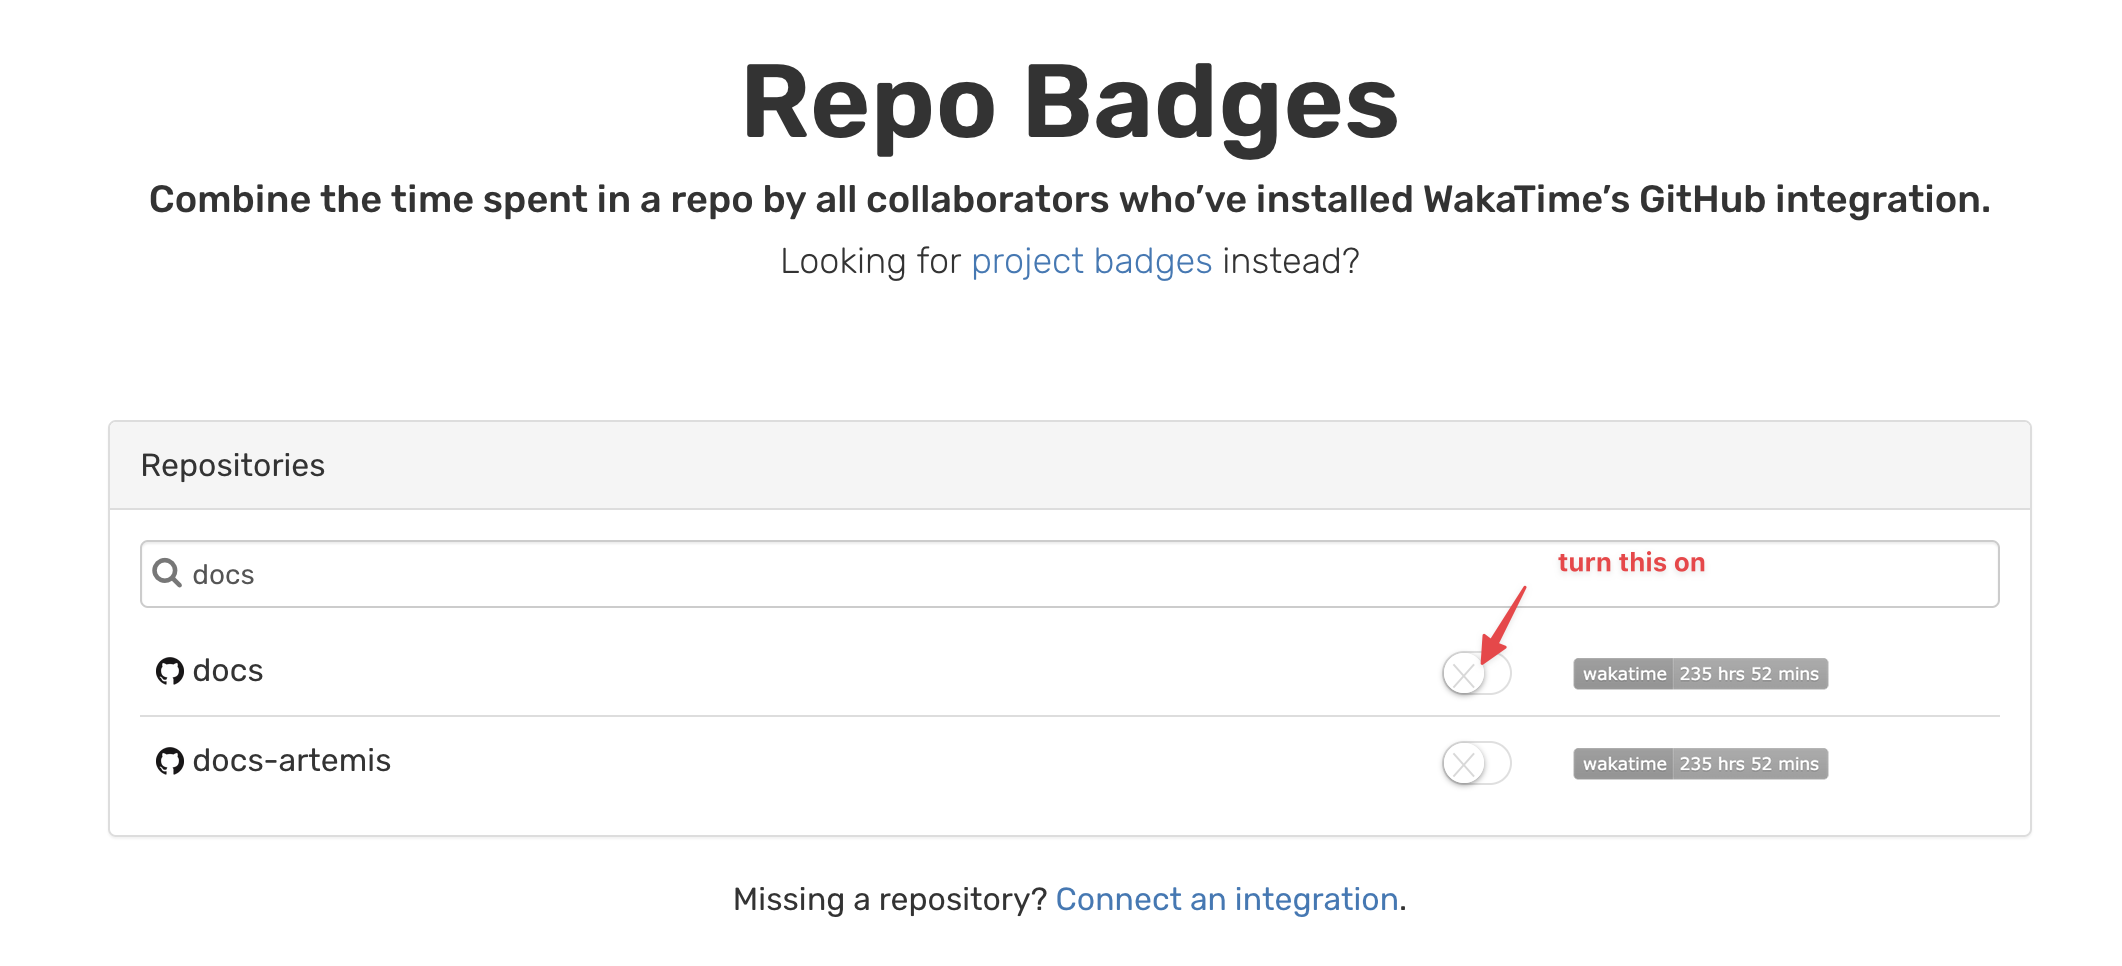 Repo Badges
Combine the time spent in a repo by all collaborators who’ve installed WakaTime’s GitHub integration.
Looking for project badges instead?
Repositories
docs
turn this on
docs
wakatime 235 hrs 52 mins
docs-artemis
wakatime 235 hrs 52 mins
Missing a repository? Connect an integration.